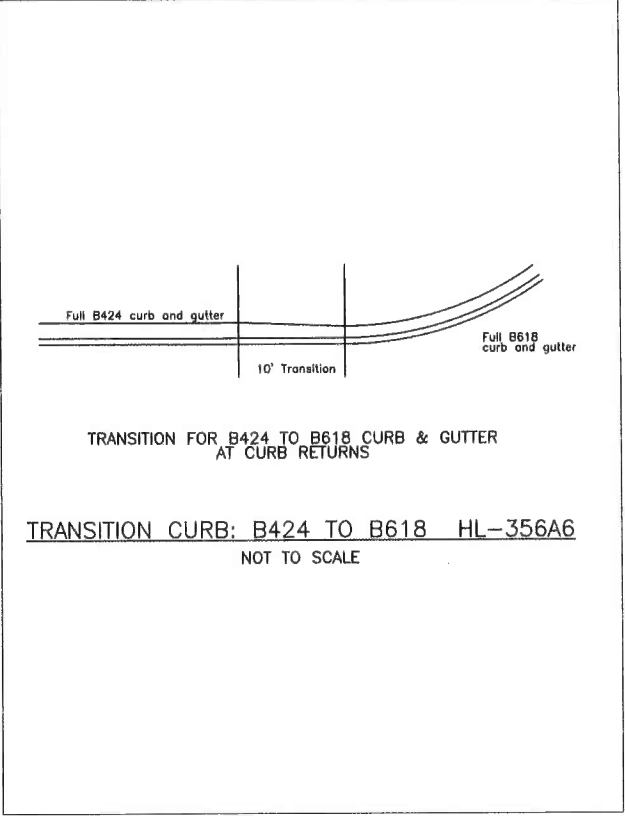 Full B424 curb and gutter
Full B618
curb and gutter
10' Transition
TRANSITION FOR B424 TO B618 CURB & GUTTER
AT CURB RETURNS
TRANSITION CURB: B424 TO B618 HL-356A6
NOT TO SCALE